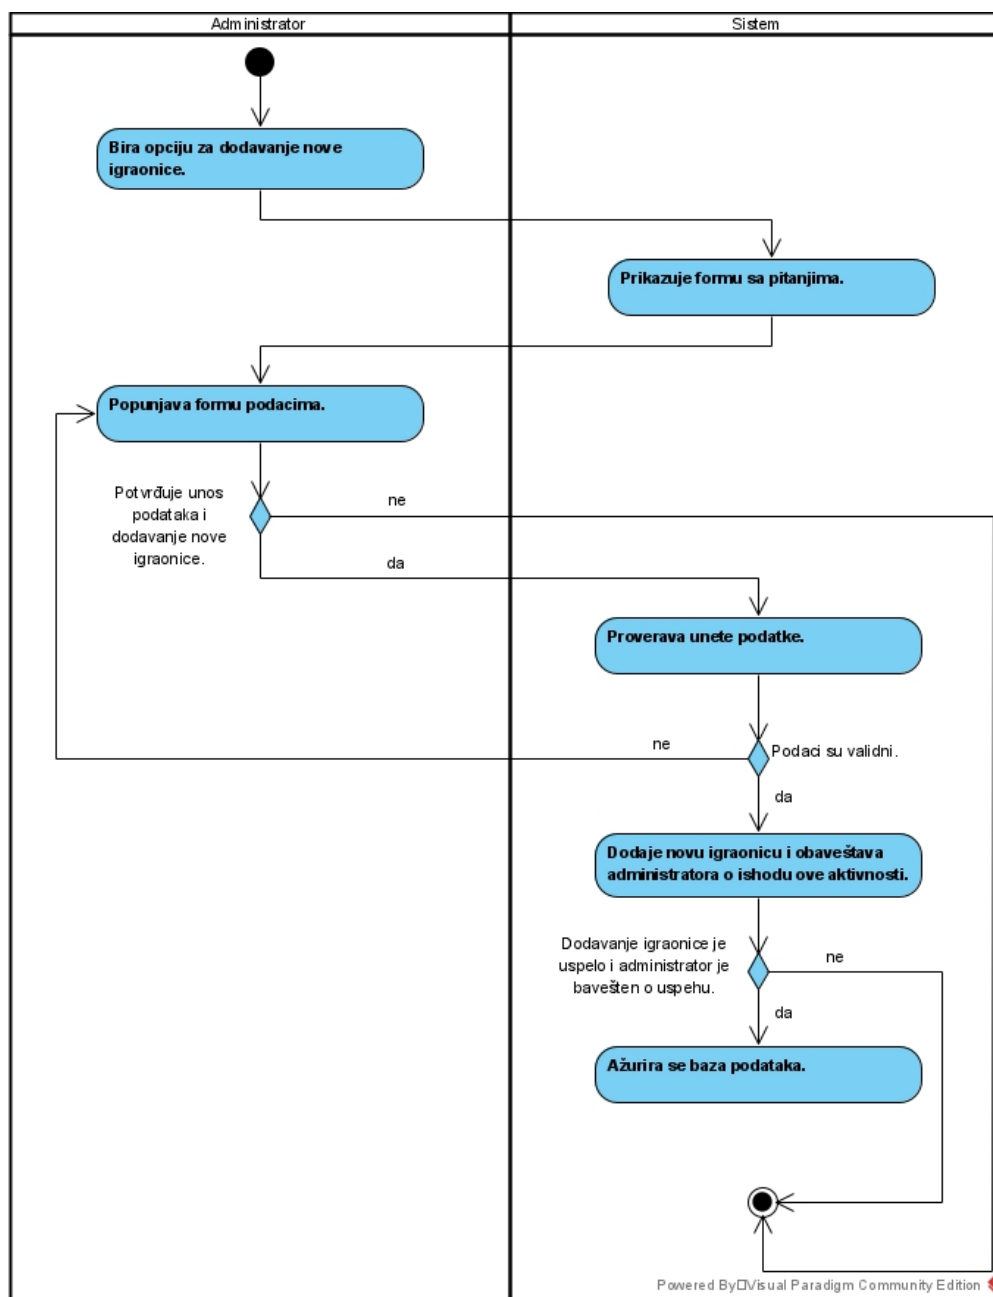 Administrator
Sistem
Bira opciju za dodavanje nove
igraonice.
Prikazuje formu sa pitanjima.
Popunjava formu podacima.
Potvrđuje unos
podataka i
dodavanje nove
igraonice.
ne
da
Proverava unete podatke.
ne
Podaci su validni.
da
Dodaje novu igraonicu i obaveštava
administratora o ishodu ove aktivnosti.
Dodavanje igraonice je
uspelo i administrator je
bavešten o uspehu.
ne
da
Ažurira se baza podataka.
Powered By□Visual Paradigm Community Edition